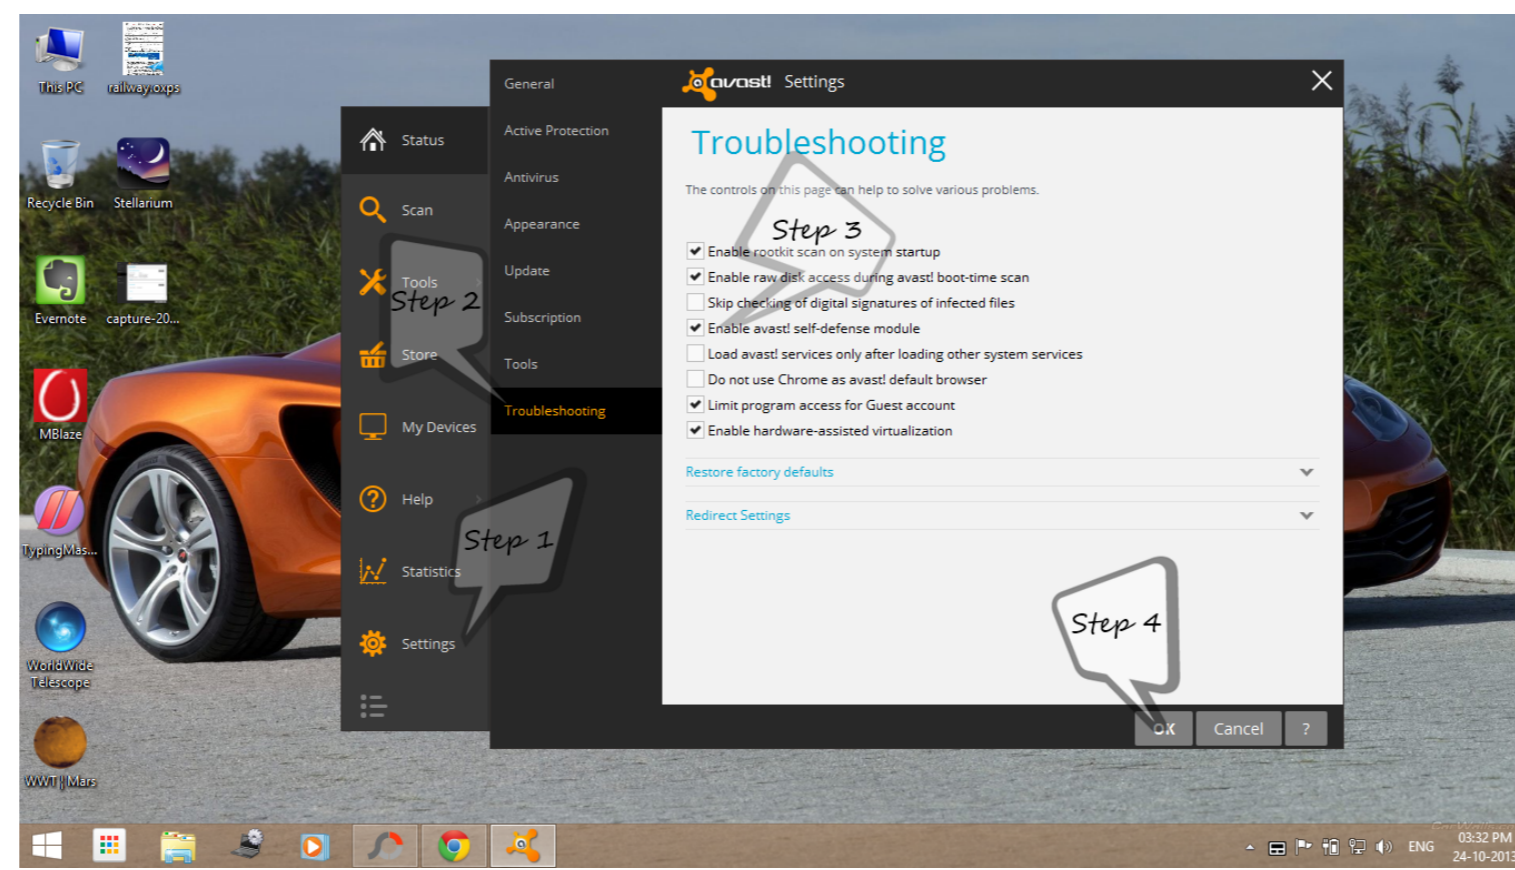 This PC
railway.oxps
Recycle Bin
Stellarium
Evernote
capture-20...
MBlaze
TypingMas...
WorldWide
Telescope
WWT | Mars
Status
Scan
Tools
Store
My Devices
Help
Statistics
Settings
General
Active Protection
Antivirus
Appearance
Update
Subscription
Tools
Troubleshooting
avast! Settings
Troubleshooting
The controls on this page can help to solve various problems.
Enable rootkit scan on system startup
Enable raw disk access during avast! boot-time scan
Skip checking of digital signatures of infected files
Enable avast! self-defense module
Load avast! services only after loading other system services
Do not use Chrome as avast! default browser
Limit program access for Guest account
Enable hardware-assisted virtualization
Restore factory defaults
Redirect Settings
OK
Cancel
?
Step 1
Step 2
Step 3
Step 4
ENG
03:32 PM
24-10-2013